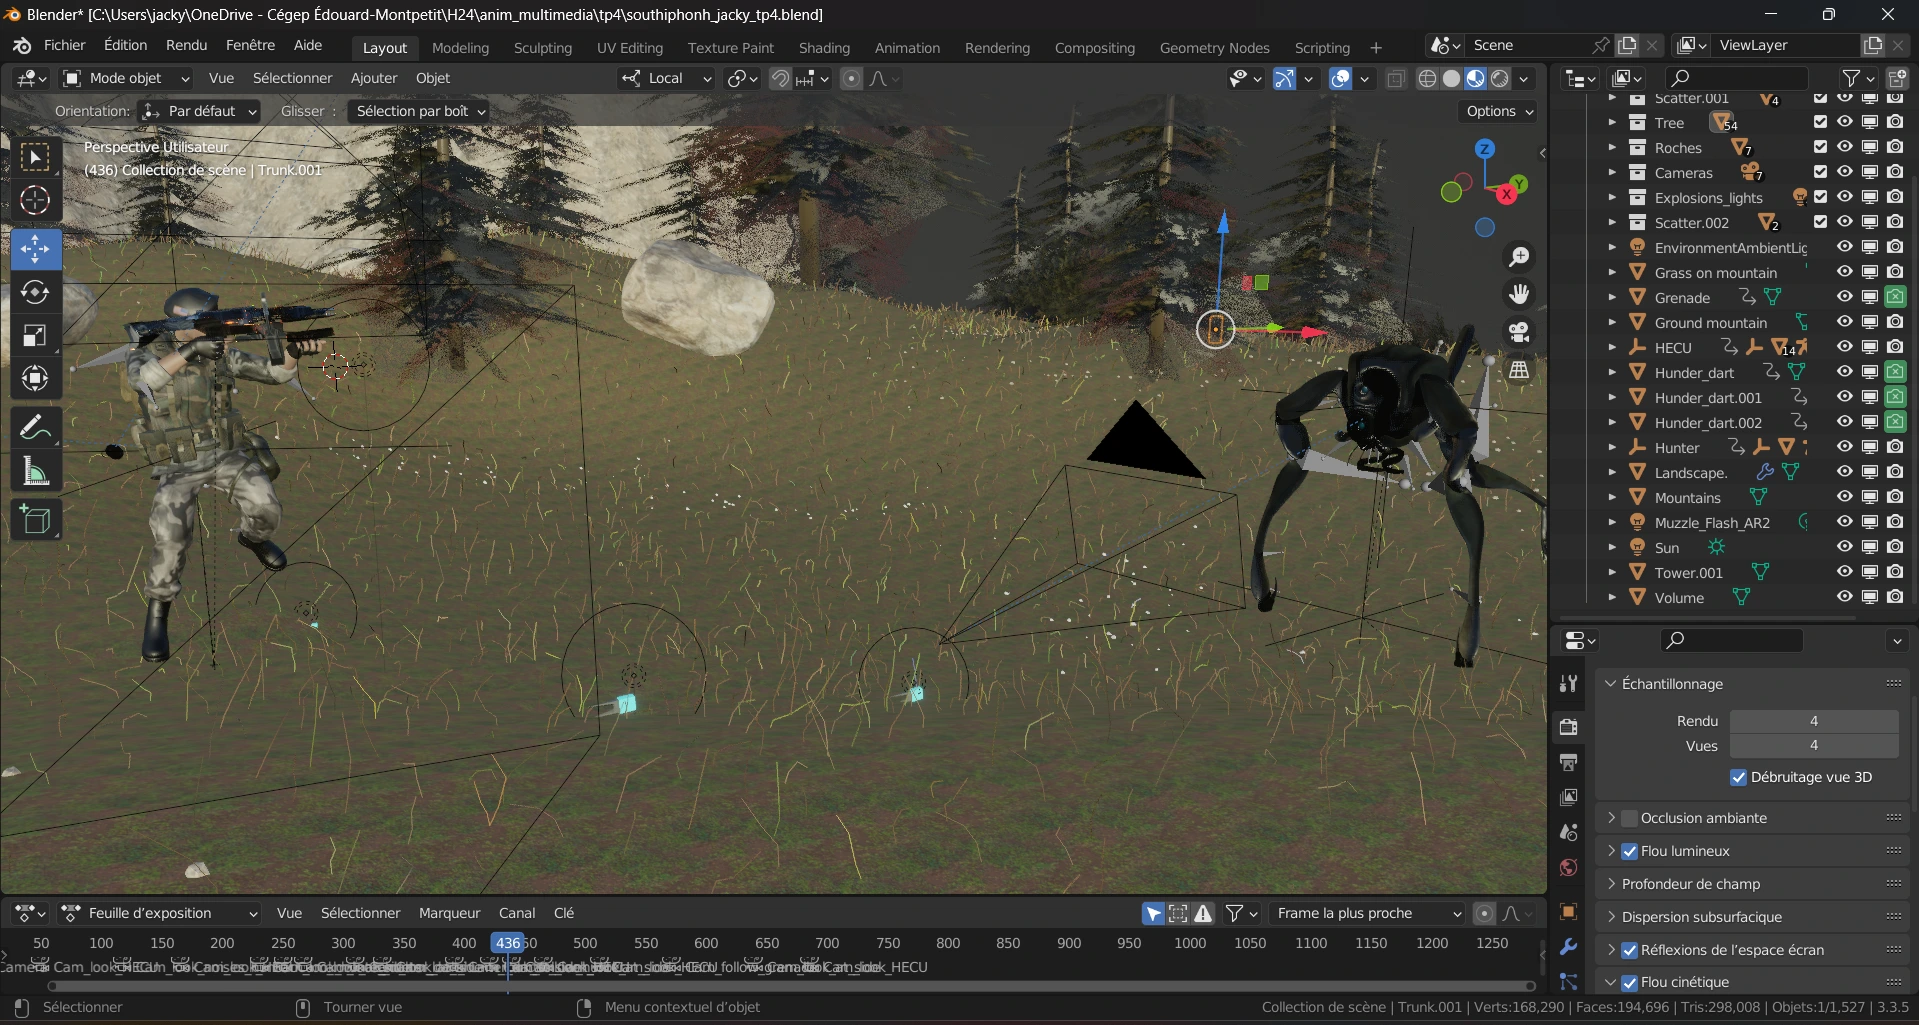 Blender* [C:\Users\jacky\OneDrive - Cégep Édouard-Montpetit\H24\anim_multimedia\tp4\southiphonh_jacky_tp4.blend]
Fichier Édition Rendu Fenêtre Aide Layout Modeling Sculpting UV Editing Texture Paint Shading Animation Rendering Compositing Geometry Nodes Scripting + Scene ViewLayer
Mode objet Vue Sélectionner Ajouter Objet Local
Orientation: Par défaut Glisser : Sélection par boît Options
Perspective Utilisateur
(436) Collection de scène | Trunk.001
Z
Y
X
Scatter.001 4
Tree 54
Roches 7
Cameras 7
Explosions_lights
Scatter.002 2
EnvironmentAmbientLig
Grass on mountain
Grenade
Ground mountain
HECU 14
Hunder_dart
Hunder_dart.001
Hunder_dart.002
Hunter
Landscape.
Mountains
Muzzle_Flash_AR2
Sun
Tower.001
Volume
Échantillonnage
Rendu 4
Vues 4
Débruitage vue 3D
Occlusion ambiante
Flou lumineux
Profondeur de champ
Dispersion subsurfacique
Réflexions de l'espace écran
Flou cinétique
Feuille d'exposition Vue Sélectionner Marqueur Canal Clé Frame la plus proche
50 100 150 200 250 300 350 400 436 50 500 550 600 650 700 750 800 850 900 950 1000 1050 1100 1150 1200 1250
Sélectionner Tourner vue Menu contextuel d'objet Collection de scène | Trunk.001 | Verts:168,290 | Faces:194,696 | Tris:298,008 | Objets:1/1,527 | 3.3.5